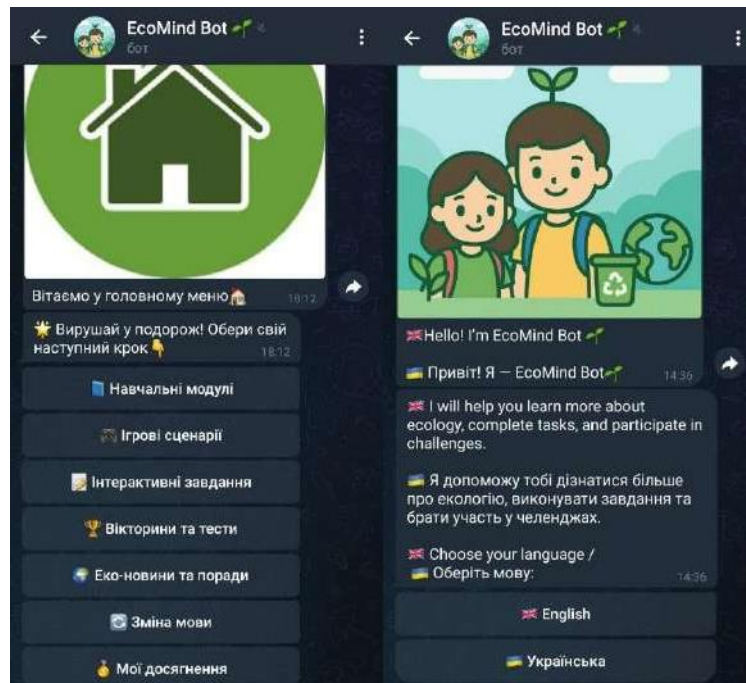 EcoMind Bot🌱
бот
Вітаємо у головному меню🏠
18:12
🌟 Вирушай у подорож! Обери свій
наступний крок👇
18:12
📘 Навчальні модулі
🎮 Ігрові сценарії
📝 Інтерактивні завдання
🏆 Вікторини та тести
🌍 Еко-новини та поради
🔄 Зміна мови
🏅 Мої досягнення
EcoMind Bot🌱
бот
🇬🇧Hello! I'm EcoMind Bot🌱
🇺🇦 Привіт! Я — EcoMind Bot🌱
14:36
🇬🇧 I will help you learn more about
ecology, complete tasks, and participate in
challenges.
🇺🇦 Я допоможу тобі дізнатися більше
про екологію, виконувати завдання та
брати участь у челенджах.
🇬🇧 Choose your language /
🇺🇦 Оберіть мову:
14:36
🇬🇧 English
🇺🇦 Українська